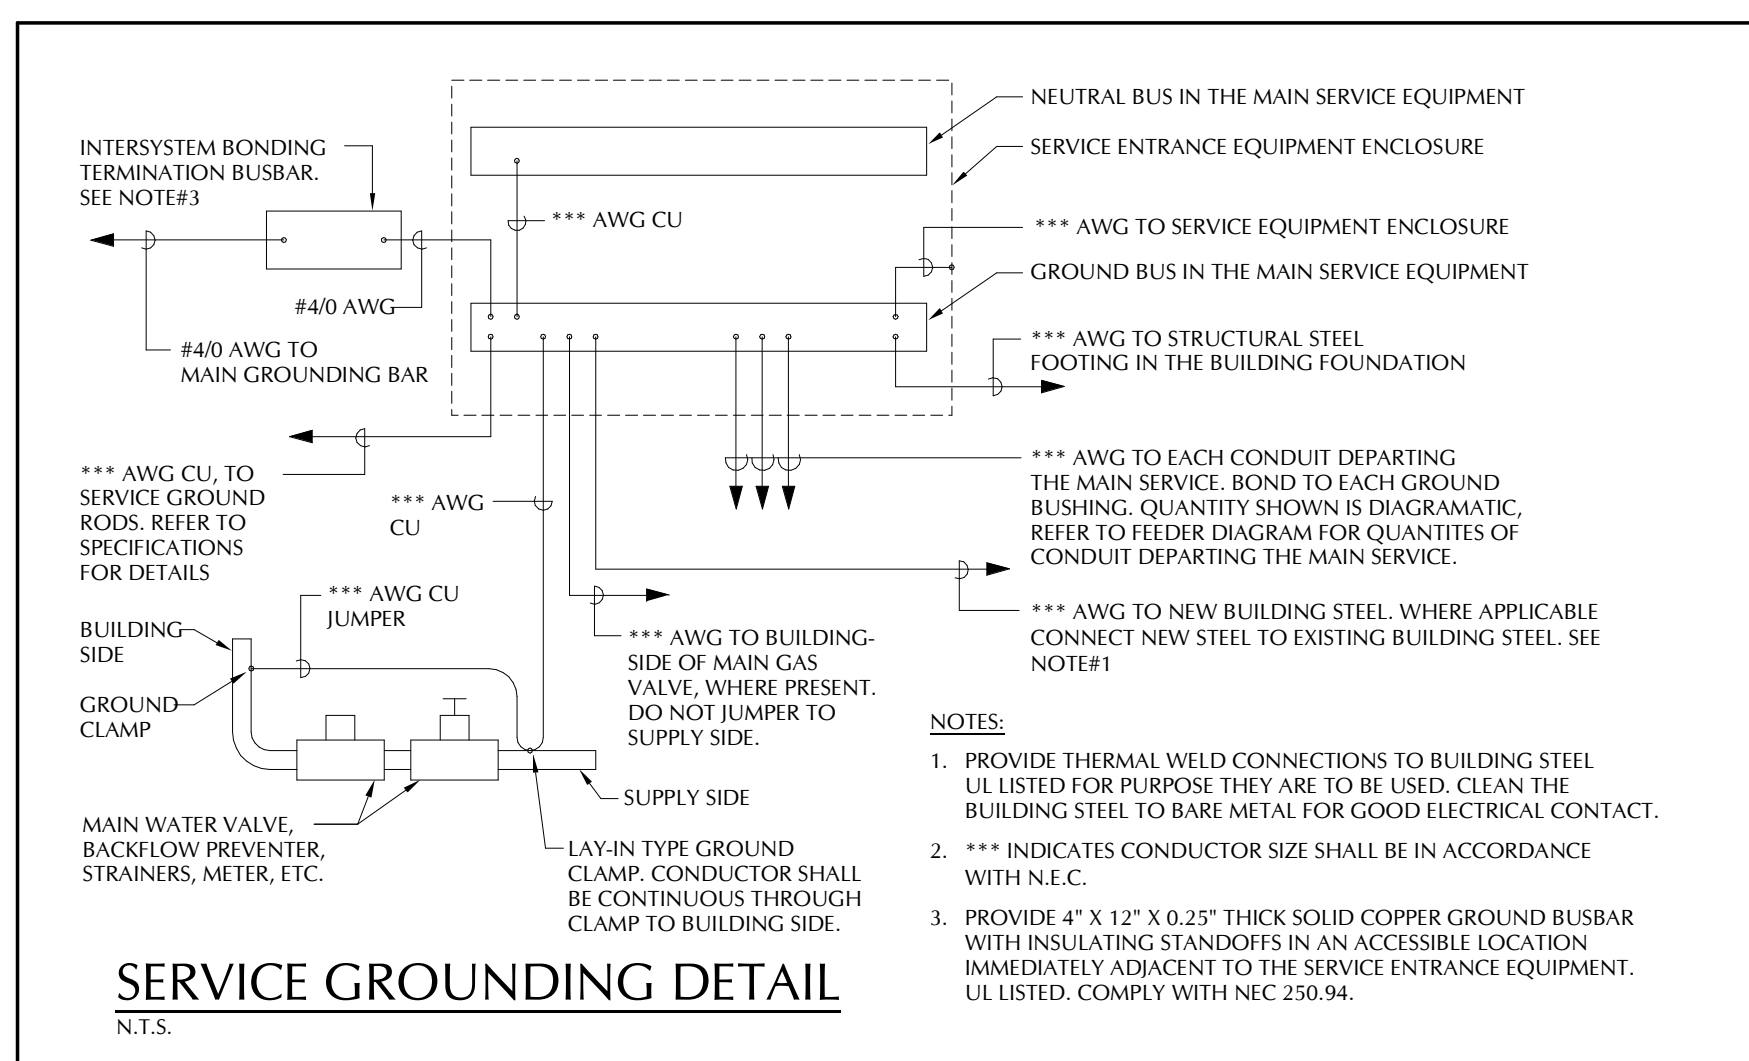 NEUTRAL BUS IN THE MAIN SERVICE EQUIPMENT
SERVICE ENTRANCE EQUIPMENT ENCLOSURE
INTERSYSTEM BONDING
TERMINATION BUSBAR.
SEE NOTE#3
*** AWG CU
*** AWG TO SERVICE EQUIPMENT ENCLOSURE
GROUND BUS IN THE MAIN SERVICE EQUIPMENT
#4/0 AWG
#4/0 AWG TO
MAIN GROUNDING BAR
*** AWG TO STRUCTURAL STEEL
FOOTING IN THE BUILDING FOUNDATION
*** AWG CU, TO
SERVICE GROUND
RODS. REFER TO
SPECIFICATIONS
FOR DETAILS
*** AWG
CU
*** AWG TO EACH CONDUIT DEPARTING
THE MAIN SERVICE. BOND TO EACH GROUND
BUSHING. QUANTITY SHOWN IS DIAGRAMATIC,
REFER TO FEEDER DIAGRAM FOR QUANTITES OF
CONDUIT DEPARTING THE MAIN SERVICE.
*** AWG CU
JUMPER
BUILDING
SIDE
GROUND
CLAMP
*** AWG TO BUILDING-
SIDE OF MAIN GAS
VALVE, WHERE PRESENT.
DO NOT JUMPER TO
SUPPLY SIDE.
*** AWG TO NEW BUILDING STEEL. WHERE APPLICABLE
CONNECT NEW STEEL TO EXISTING BUILDING STEEL. SEE
NOTE#1
SUPPLY SIDE
MAIN WATER VALVE,
BACKFLOW PREVENTER,
STRAINERS, METER, ETC.
LAY-IN TYPE GROUND
CLAMP. CONDUCTOR SHALL
BE CONTINUOUS THROUGH
CLAMP TO BUILDING SIDE.
NOTES:
1. PROVIDE THERMAL WELD CONNECTIONS TO BUILDING STEEL
UL LISTED FOR PURPOSE THEY ARE TO BE USED. CLEAN THE
BUILDING STEEL TO BARE METAL FOR GOOD ELECTRICAL CONTACT.
2. *** INDICATES CONDUCTOR SIZE SHALL BE IN ACCORDANCE
WITH N.E.C.
3. PROVIDE 4" X 12" X 0.25" THICK SOLID COPPER GROUND BUSBAR
WITH INSULATING STANDOFFS IN AN ACCESSIBLE LOCATION
IMMEDIATELY ADJACENT TO THE SERVICE ENTRANCE EQUIPMENT.
UL LISTED. COMPLY WITH NEC 250.94.
SERVICE GROUNDING DETAIL
N.T.S.